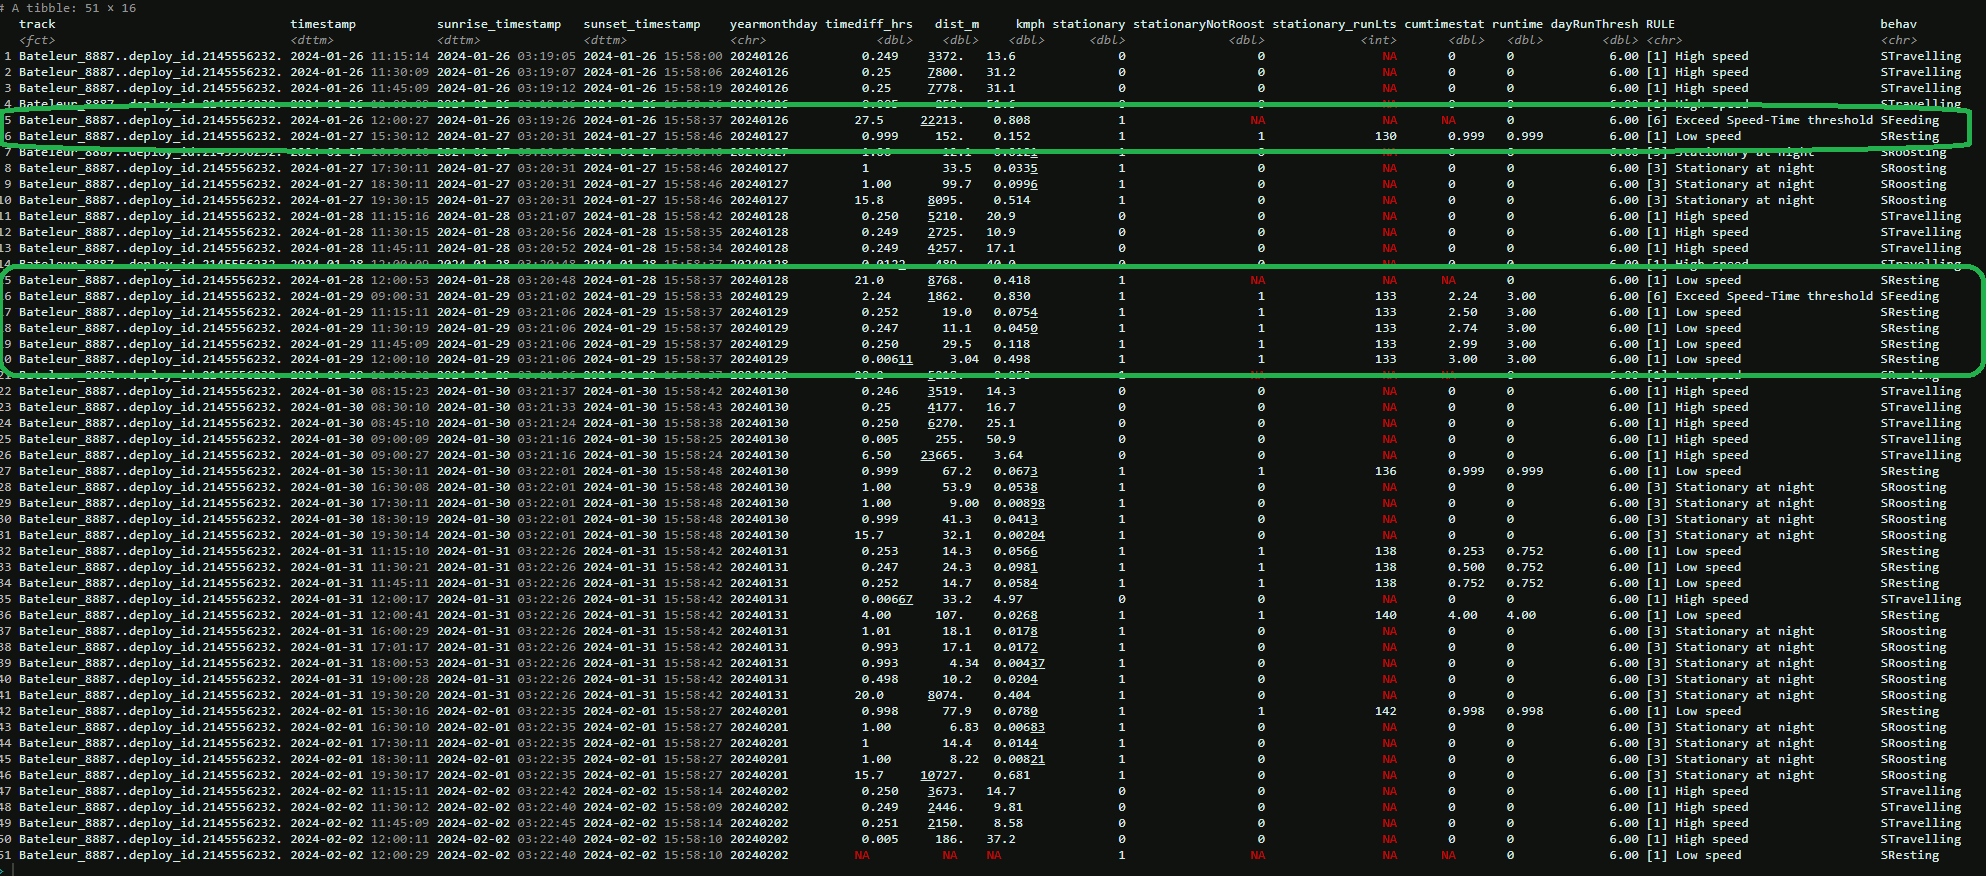 # A tibble: 51 × 16
track timestamp sunrise_timestamp sunset_timestamp yearmonthday timediff_hrs dist_m kmph stationary stationaryNotRoost stationary_runLts cumtimestat runtime dayRunThresh RULE behav
<fct> <dttm> <dttm> <dttm> <chr> <dbl> <dbl> <dbl> <dbl> <dbl> <int> <dbl> <dbl> <dbl> <chr> <chr>
1 Bateleur_8887..deploy_id.2145556232. 2024-01-26 11:15:14 2024-01-26 03:19:05 2024-01-26 15:58:00 20240126 0.249 3372. 13.6 0 0 NA 0 0 6.00 [1] High speed STravelling
2 Bateleur_8887..deploy_id.2145556232. 2024-01-26 11:30:09 2024-01-26 03:19:07 2024-01-26 15:58:06 20240126 0.25 7800. 31.2 0 0 NA 0 0 6.00 [1] High speed STravelling
3 Bateleur_8887..deploy_id.2145556232. 2024-01-26 11:45:09 2024-01-26 03:19:12 2024-01-26 15:58:19 20240126 0.25 7778. 31.1 0 0 NA 0 0 6.00 [1] High speed STravelling
4 Bateleur_8887..deploy_id.2145556232. 2024-01-26 [1] High speed STravelling
5 Bateleur_8887..deploy_id.2145556232. 2024-01-26 12:00:27 2024-01-26 03:19:26 2024-01-26 15:58:37 20240126 27.5 22213. 0.808 1 NA NA NA 0 6.00 [6] Exceed Speed-Time threshold SFeeding
6 Bateleur_8887..deploy_id.2145556232. 2024-01-27 15:30:12 2024-01-27 03:20:31 2024-01-27 15:58:46 20240127 0.999 152. 0.152 1 1 130 0.999 0.999 6.00 [1] Low speed SResting
7 Bateleur_8887..deploy_id.2145556232. 2024-01-27 20240127 [3] Stationary at night SRoosting
8 Bateleur_8887..deploy_id.2145556232. 2024-01-27 17:30:11 2024-01-27 03:20:31 2024-01-27 15:58:46 20240127 1 33.5 0.0335 1 0 NA 0 0 6.00 [3] Stationary at night SRoosting
9 Bateleur_8887..deploy_id.2145556232. 2024-01-27 18:30:11 2024-01-27 03:20:31 2024-01-27 15:58:46 20240127 1.00 99.7 0.0996 1 0 NA 0 0 6.00 [3] Stationary at night SRoosting
10 Bateleur_8887..deploy_id.2145556232. 2024-01-27 19:30:15 2024-01-27 03:20:31 2024-01-27 15:58:46 20240127 15.8 8095. 0.514 1 0 NA 0 0 6.00 [3] Stationary at night SRoosting
11 Bateleur_8887..deploy_id.2145556232. 2024-01-28 11:15:16 2024-01-28 03:21:07 2024-01-28 15:58:42 20240128 0.250 5210. 20.9 0 0 NA 0 0 6.00 [1] High speed STravelling
12 Bateleur_8887..deploy_id.2145556232. 2024-01-28 11:30:15 2024-01-28 03:20:56 2024-01-28 15:58:35 20240128 0.249 2725. 10.9 0 0 NA 0 0 6.00 [1] High speed STravelling
13 Bateleur_8887..deploy_id.2145556232. 2024-01-28 11:45:11 2024-01-28 03:20:52 2024-01-28 15:58:34 20240128 0.249 4257. 17.1 0 0 NA 0 0 6.00 [1] High speed STravelling
14 STravelling
5 Bateleur_8887..deploy_id.2145556232. 2024-01-28 12:00:53 2024-01-28 03:20:48 2024-01-28 15:58:37 20240128 21.0 8768. 0.418 1 NA NA NA 0 6.00 [1] Low speed SResting
6 Bateleur_8887..deploy_id.2145556232. 2024-01-29 09:00:31 2024-01-29 03:21:02 2024-01-29 15:58:33 20240129 2.24 1862. 0.830 1 1 133 2.24 3.00 6.00 [6] Exceed Speed-Time threshold SFeeding
7 Bateleur_8887..deploy_id.2145556232. 2024-01-29 11:15:11 2024-01-29 03:21:06 2024-01-29 15:58:37 20240129 0.252 19.0 0.0754 1 1 133 2.50 3.00 6.00 [1] Low speed SResting
8 Bateleur_8887..deploy_id.2145556232. 2024-01-29 11:30:19 2024-01-29 03:21:06 2024-01-29 15:58:37 20240129 0.247 11.1 0.0450 1 1 133 2.74 3.00 6.00 [1] Low speed SResting
9 Bateleur_8887..deploy_id.2145556232. 2024-01-29 11:45:09 2024-01-29 03:21:06 2024-01-29 15:58:37 20240129 0.250 29.5 0.118 1 1 133 2.99 3.00 6.00 [1] Low speed SResting
0 Bateleur_8887..deploy_id.2145556232. 2024-01-29 12:00:10 2024-01-29 03:21:06 2024-01-29 15:58:37 20240129 0.00611 3.04 0.498 1 1 133 3.00 3.00 6.00 [1] Low speed SResting
21
22 Bateleur_8887..deploy_id.2145556232. 2024-01-30 08:15:23 2024-01-30 03:21:37 2024-01-30 15:58:43 20240130 0.246 3519. 14.3 0 0 NA 0 0 6.00 [1] High speed STravelling
23 Bateleur_8887..deploy_id.2145556232. 2024-01-30 08:30:10 2024-01-30 03:21:33 2024-01-30 15:58:43 20240130 0.25 4177. 16.7 0 0 NA 0 0 6.00 [1] High speed STravelling
24 Bateleur_8887..deploy_id.2145556232. 2024-01-30 08:45:10 2024-01-30 03:21:24 2024-01-30 15:58:38 20240130 0.250 6270. 25.1 0 0 NA 0 0 6.00 [1] High speed STravelling
25 Bateleur_8887..deploy_id.2145556232. 2024-01-30 09:00:09 2024-01-30 03:21:16 2024-01-30 15:58:25 20240130 0.005 255. 50.9 0 0 NA 0 0 6.00 [1] High speed STravelling
26 Bateleur_8887..deploy_id.2145556232. 2024-01-30 09:00:27 2024-01-30 03:21:16 2024-01-30 15:58:24 20240130 6.50 23665. 3.64 0 0 NA 0 0 6.00 [1] High speed STravelling
27 Bateleur_8887..deploy_id.2145556232. 2024-01-30 15:30:11 2024-01-30 03:22:01 2024-01-30 15:58:48 20240130 0.999 67.2 0.0673 1 1 136 0.999 0.999 6.00 [1] Low speed SResting
28 Bateleur_8887..deploy_id.2145556232. 2024-01-30 16:30:08 2024-01-30 03:22:01 2024-01-30 15:58:48 20240130 1.00 53.9 0.0538 1 0 NA 0 0 6.00 [3] Stationary at night SRoosting
29 Bateleur_8887..deploy_id.2145556232. 2024-01-30 17:30:11 2024-01-30 03:22:01 2024-01-30 15:58:48 20240130 1.00 9.00 0.00898 1 0 NA 0 0 6.00 [3] Stationary at night SRoosting
30 Bateleur_8887..deploy_id.2145556232. 2024-01-30 18:30:19 2024-01-30 03:22:01 2024-01-30 15:58:48 20240130 0.999 41.3 0.0413 1 0 NA 0 0 6.00 [3] Stationary at night SRoosting
31 Bateleur_8887..deploy_id.2145556232. 2024-01-30 19:30:14 2024-01-30 03:22:01 2024-01-30 15:58:48 20240130 15.7 32.1 0.00204 1 0 NA 0 0 6.00 [3] Stationary at night SRoosting
32 Bateleur_8887..deploy_id.2145556232. 2024-01-31 11:15:10 2024-01-31 03:22:26 2024-01-31 15:58:42 20240131 0.253 14.3 0.0566 1 1 138 0.253 0.752 6.00 [1] Low speed SResting
33 Bateleur_8887..deploy_id.2145556232. 2024-01-31 11:30:21 2024-01-31 03:22:26 2024-01-31 15:58:42 20240131 0.247 24.3 0.0981 1 1 138 0.500 0.752 6.00 [1] Low speed SResting
34 Bateleur_8887..deploy_id.2145556232. 2024-01-31 11:45:11 2024-01-31 03:22:26 2024-01-31 15:58:42 20240131 0.252 14.7 0.0584 1 1 138 0.752 0.752 6.00 [1] Low speed SResting
35 Bateleur_8887..deploy_id.2145556232. 2024-01-31 12:00:17 2024-01-31 03:22:26 2024-01-31 15:58:42 20240131 0.00667 33.2 4.97 0 0 NA 0 0 6.00 [1] High speed STravelling
36 Bateleur_8887..deploy_id.2145556232. 2024-01-31 12:00:41 2024-01-31 03:22:26 2024-01-31 15:58:42 20240131 4.00 107. 0.0268 1 1 140 4.00 4.00 6.00 [1] Low speed SResting
37 Bateleur_8887..deploy_id.2145556232. 2024-01-31 16:00:29 2024-01-31 03:22:26 2024-01-31 15:58:42 20240131 1.01 18.1 0.0178 1 0 NA 0 0 6.00 [3] Stationary at night SRoosting
38 Bateleur_8887..deploy_id.2145556232. 2024-01-31 17:01:17 2024-01-31 03:22:26 2024-01-31 15:58:42 20240131 0.993 17.1 0.0172 1 0 NA 0 0 6.00 [3] Stationary at night SRoosting
39 Bateleur_8887..deploy_id.2145556232. 2024-01-31 18:00:53 2024-01-31 03:22:26 2024-01-31 15:58:42 20240131 0.993 4.34 0.00437 1 0 NA 0 0 6.00 [3] Stationary at night SRoosting
40 Bateleur_8887..deploy_id.2145556232. 2024-01-31 19:00:28 2024-01-31 03:22:26 2024-01-31 15:58:42 20240131 0.498 10.2 0.0204 1 0 NA 0 0 6.00 [3] Stationary at night SRoosting
41 Bateleur_8887..deploy_id.2145556232. 2024-01-31 19:30:20 2024-01-31 03:22:26 2024-01-31 15:58:42 20240131 20.0 8074. 0.404 1 0 NA 0 0 6.00 [3] Stationary at night SRoosting
42 Bateleur_8887..deploy_id.2145556232. 2024-02-01 15:30:16 2024-02-01 03:22:35 2024-02-01 15:58:27 20240201 0.998 77.9 0.0780 1 1 142 0.998 0.998 6.00 [1] Low speed SResting
43 Bateleur_8887..deploy_id.2145556232. 2024-02-01 16:30:10 2024-02-01 03:22:35 2024-02-01 15:58:27 20240201 1.00 6.83 0.00683 1 0 NA 0 0 6.00 [3] Stationary at night SRoosting
44 Bateleur_8887..deploy_id.2145556232. 2024-02-01 17:30:11 2024-02-01 03:22:35 2024-02-01 15:58:27 20240201 1 14.4 0.0144 1 0 NA 0 0 6.00 [3] Stationary at night SRoosting
45 Bateleur_8887..deploy_id.2145556232. 2024-02-01 18:30:11 2024-02-01 03:22:35 2024-02-01 15:58:27 20240201 1.00 8.22 0.00821 1 0 NA 0 0 6.00 [3] Stationary at night SRoosting
46 Bateleur_8887..deploy_id.2145556232. 2024-02-01 19:30:17 2024-02-01 03:22:35 2024-02-01 15:58:27 20240201 15.7 10727. 0.681 1 0 NA 0 0 6.00 [3] Stationary at night SRoosting
47 Bateleur_8887..deploy_id.2145556232. 2024-02-02 11:15:11 2024-02-02 03:22:42 2024-02-02 15:58:14 20240202 0.250 3673. 14.7 0 0 NA 0 0 6.00 [1] High speed STravelling
48 Bateleur_8887..deploy_id.2145556232. 2024-02-02 11:30:12 2024-02-02 03:22:40 2024-02-02 15:58:09 20240202 0.249 2446. 9.81 0 0 NA 0 0 6.00 [1] High speed STravelling
49 Bateleur_8887..deploy_id.2145556232. 2024-02-02 11:45:09 2024-02-02 03:22:45 2024-02-02 15:58:14 20240202 0.251 2150. 8.58 0 0 NA 0 0 6.00 [1] High speed STravelling
50 Bateleur_8887..deploy_id.2145556232. 2024-02-02 12:00:11 2024-02-02 03:22:40 2024-02-02 15:58:10 20240202 0.005 186. 37.2 0 0 NA 0 0 6.00 [1] High speed STravelling
51 Bateleur_8887..deploy_id.2145556232. 2024-02-02 12:00:29 2024-02-02 03:22:40 2024-02-02 15:58:10 20240202 NA NA NA 1 NA NA NA 0 6.00 [1] Low speed SResting
>